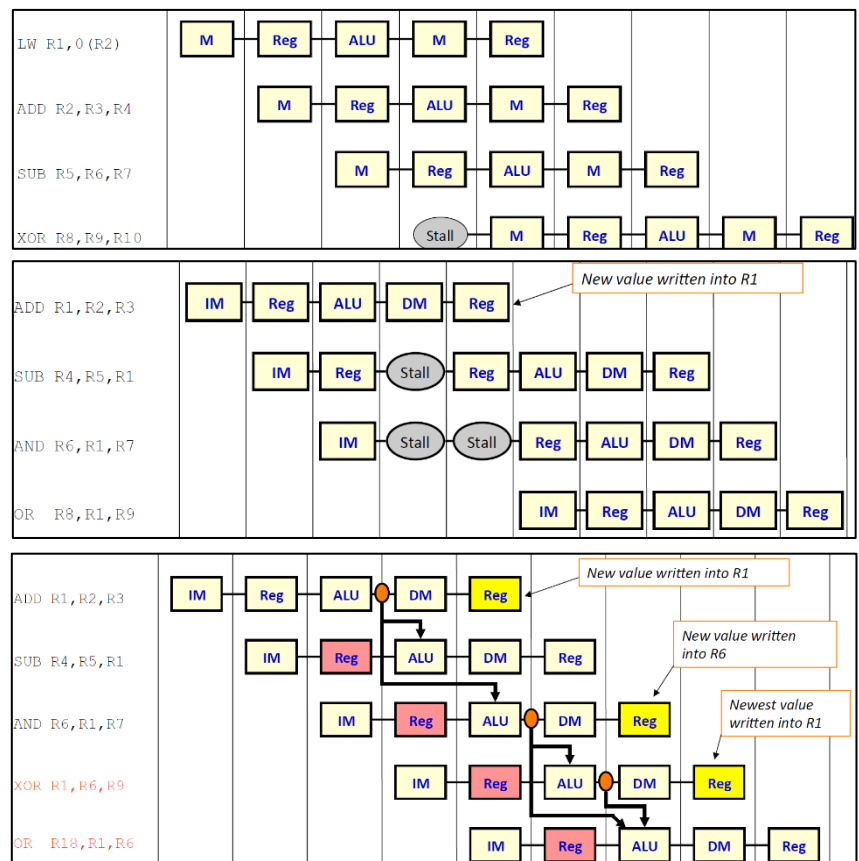 LW R1,0(R2) M Reg ALU M Reg
ADD R2,R3,R4 M Reg ALU M Reg
SUB R5,R6,R7 M Reg ALU M Reg
XOR R8,R9,R10 Stall M Reg ALU M Reg
New value written into R1
ADD R1,R2,R3 IM Reg ALU DM Reg
SUB R4,R5,R1 IM Reg Stall Reg ALU DM Reg
AND R6,R1,R7 IM Stall Stall Reg ALU DM Reg
OR R8,R1,R9 IM Reg ALU DM Reg
New value written into R1
ADD R1,R2,R3 IM Reg ALU DM Reg
New value written
into R6
SUB R4,R5,R1 IM Reg ALU DM Reg
Newest value
written into R1
AND R6,R1,R7 IM Reg ALU DM Reg
XOR R1,R6,R9 IM Reg ALU DM Reg
OR R18,R1,R6 IM Reg ALU DM Reg